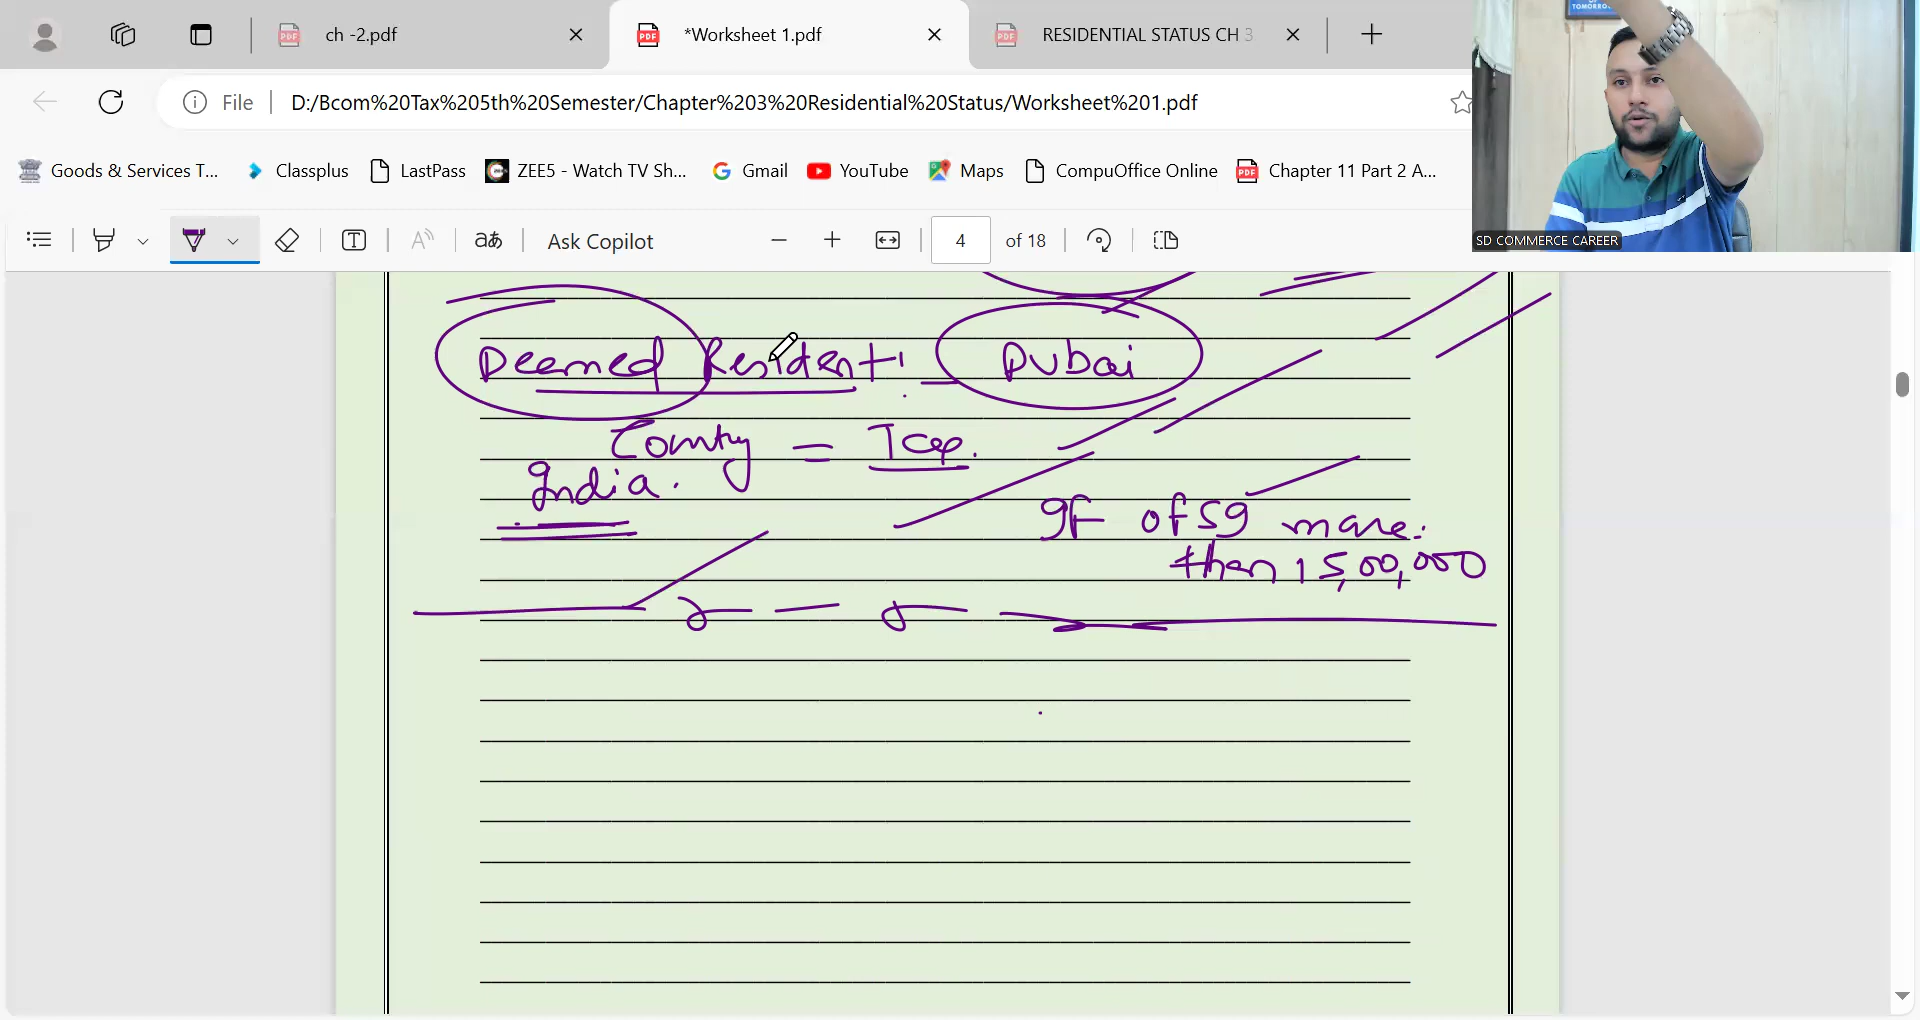 ch -2.pdf
*Worksheet 1.pdf
RESIDENTIAL STATUS CH 3
TOMORRO
File
D:/Bcom%20Tax%205th%20Semester/Chapter%203%20Residential%20Status/Worksheet%201.pdf
Goods & Services T...
Classplus
LastPass
ZEE5 - Watch TV Sh...
Gmail
YouTube
Maps
CompuOffice Online
Chapter 11 Part 2 A...
Ask Copilot
4 of 18
SD COMMERCE CAREER
Deemed Resident! - Dubai
Country =
India.
If of Sg more
than 15,00,000